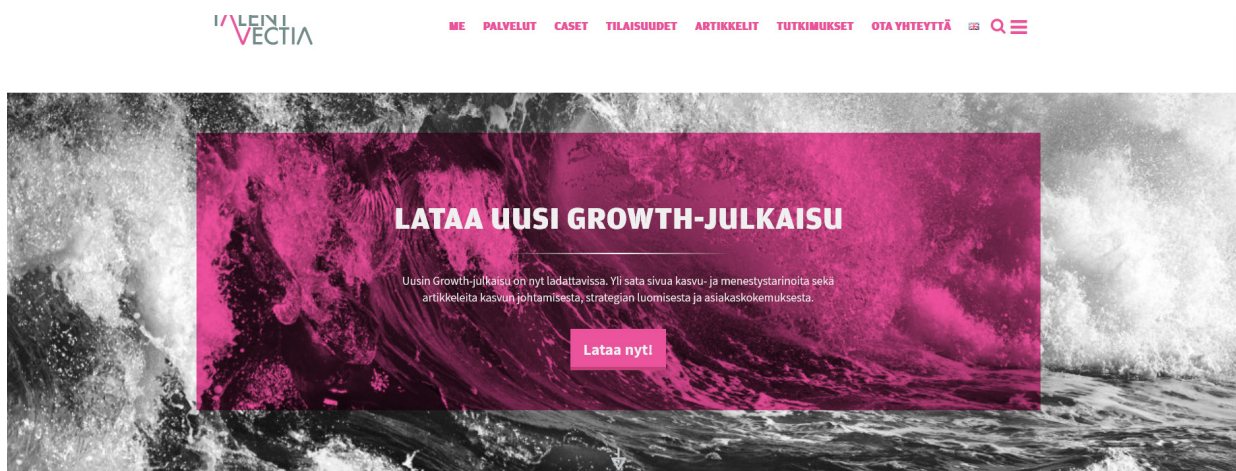 TALENT
VECTIA
ME PALVELUT CASET TILAISUUDET ARTIKKELIT TUTKIMUKSET OTA YHTEYTTÄ
LATAA UUSI GROWTH-JULKAISU
Uusin Growth-julkaisu on nyt ladattavissa. Yli sata sivua kasvu- ja menestystarinoita sekä
artikkeleita kasvun johtamisesta, strategian luomisesta ja asiakaskokemuksesta.
Lataa nyt!